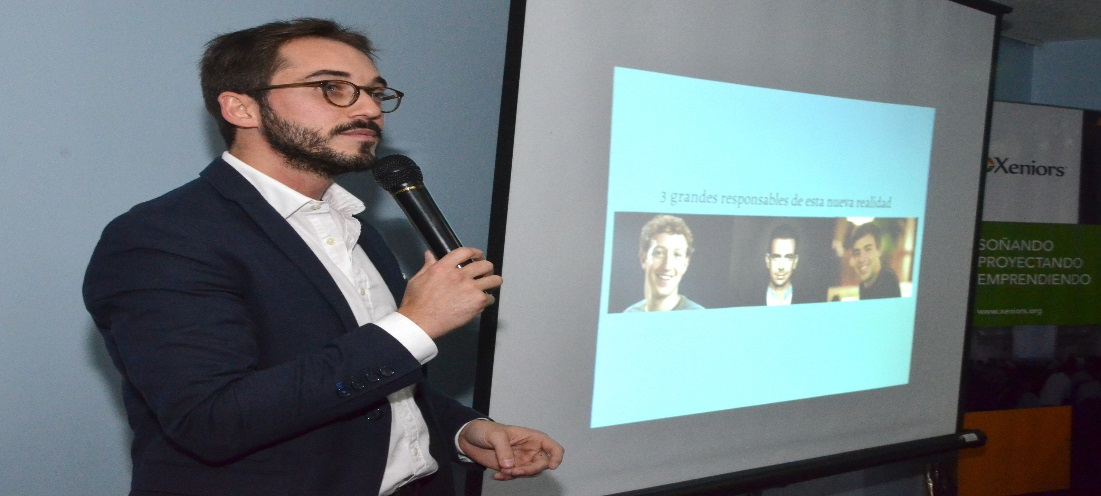 3 grandes responsables de esta nueva realidad
Xeniors
SOÑANDO
PROYECTANDO
EMPRENDIENDO
www.xeniors.org